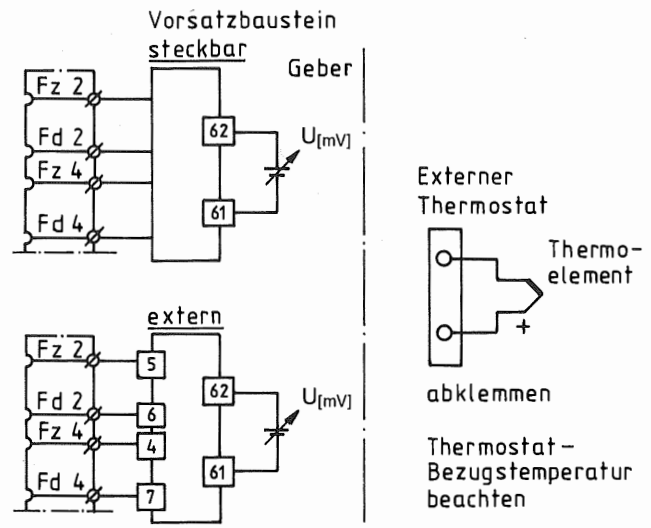 Vorsatzbaustein
steckbar
Geber
Fz 2
Fd 2
Fz 4
Fd 4
62
61
U[mV]
extern
Fz 2
Fd 2
Fz 4
Fd 4
5
6
4
7
62
61
U[mV]
Externer
Thermostat
Thermo-
element
+
abklemmen
Thermostat-
Bezugstemperatur
beachten